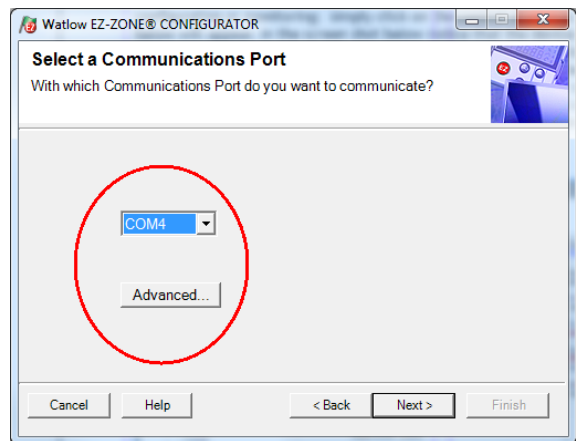 Watlow EZ-ZONE® CONFIGURATOR
Select a Communications Port
With which Communications Port do you want to communicate?
COM4
Advanced...
Cancel Help < Back Next > Finish